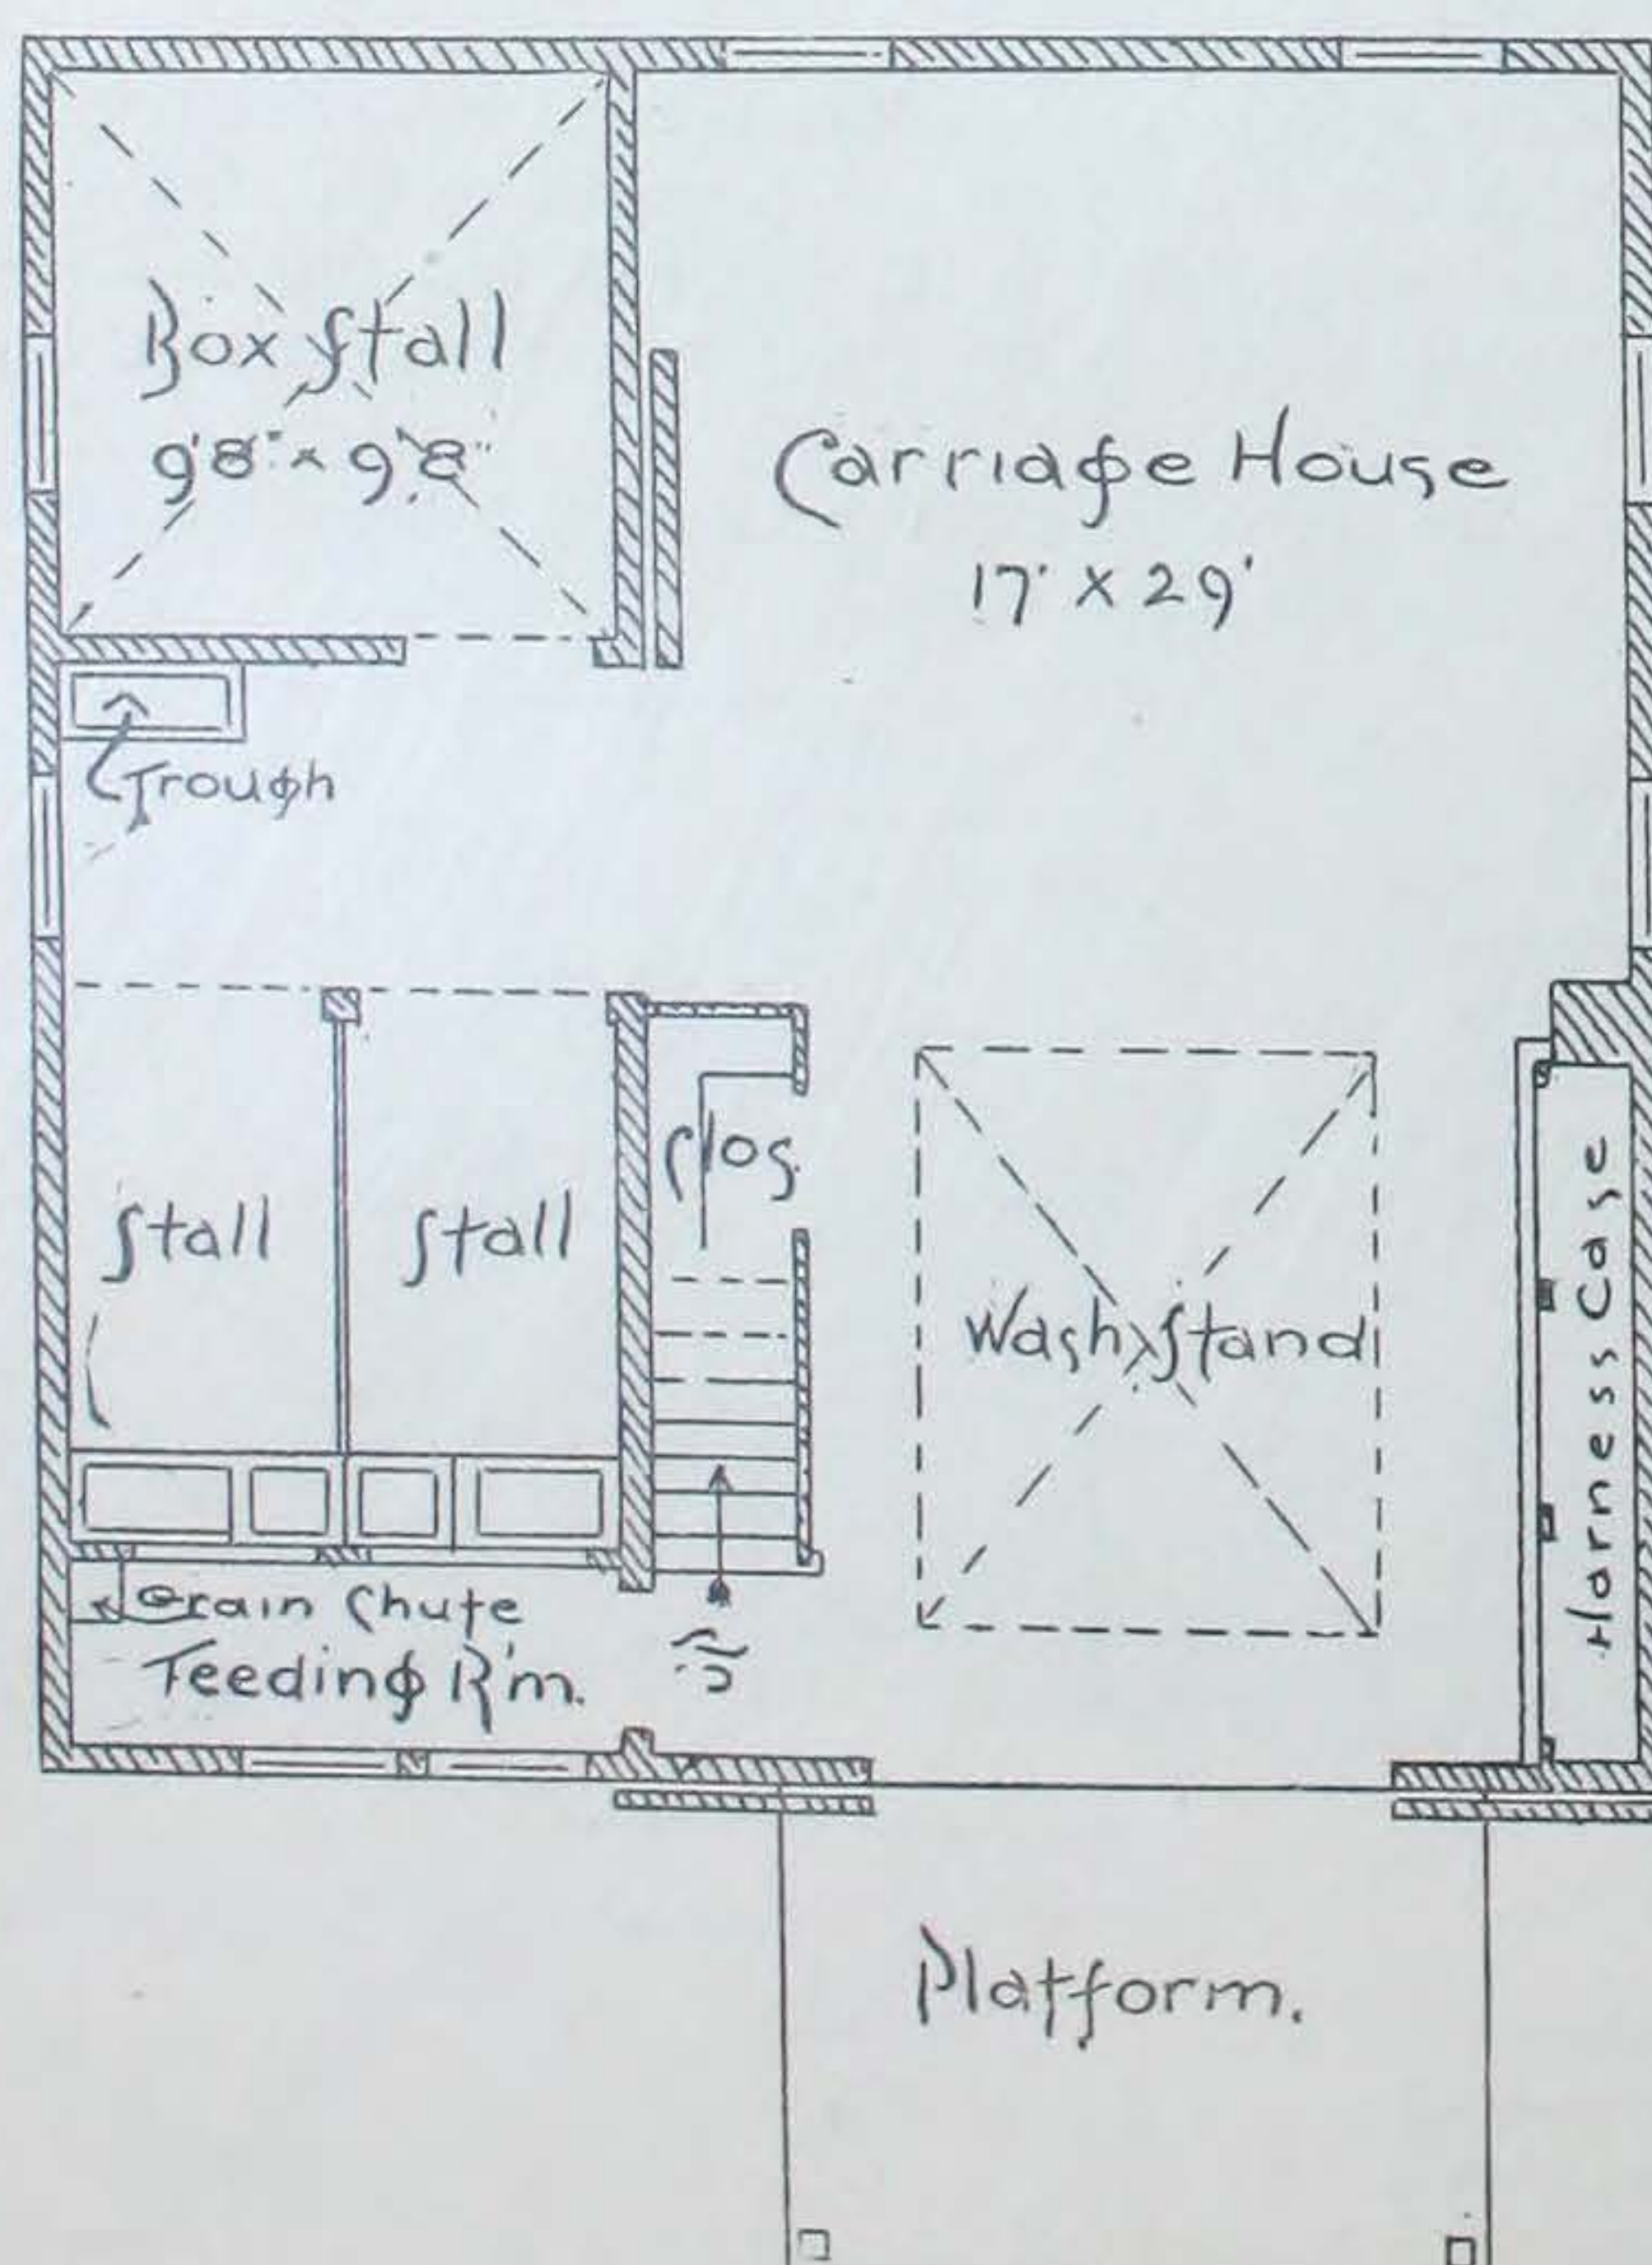 Box Stall
9'8" x 9'8"
Carriage House
17' x 29'
Trough
Stall
Stall
Clos.
Wash Stand
Harness Case
Grain Chute
Feeding R'm.
Platform.